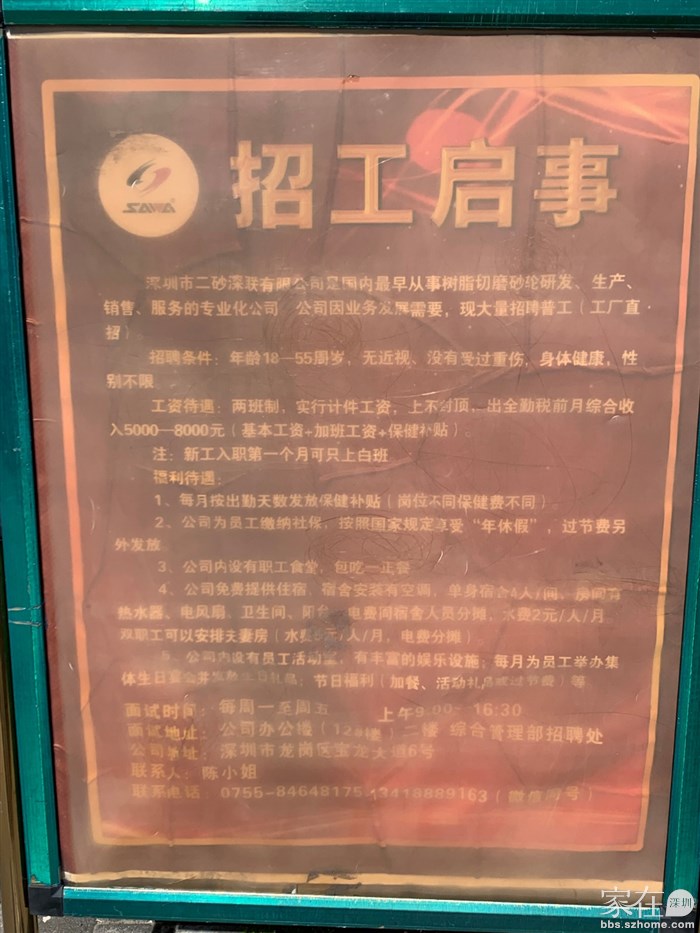 SAWA
招工启事
深圳市二砂深联有限公司是国内最早从事树脂切磨砂轮研发、生产、
销售、服务的专业化公司 公司因业务发展需要，现大量招聘普工（工厂直
招）
招聘条件：年龄18—55周岁，无近视、没有受过重伤，身体健康，性
别不限
工资待遇：两班制，实行计件工资，上不封顶，出全勤税前月综合收
入5000—8000元（基本工资+加班工资+保健补贴）。
注：新工入职第一个月可只上白班
福利待遇：
1、每月按出勤天数发放保健补贴（岗位不同保健费不同）
2、公司为员工缴纳社保，按照国家规定享受“年休假”，过节费另
外发放
3、公司内设有职工食堂，包吃一正餐
4、公司免费提供住宿，宿舍安装有空调，单身宿舍4人/间、房间有
热水器、电风扇、卫生间、阳台，电费同宿舍人员分摊，水费2元/人/月
双职工可以安排夫妻房（水费 元/人/月，电费分摊）
5、公司内设有员工活动室，有丰富的娱乐设施；每月为员工举办集
体生日宴会并 生日礼品；节日福利（加餐、活动礼品或过节费）等
面试时间：每周一至周五 上午9:00— 16:30
面试地址：公司办公楼（12#楼）二楼 综合管理部招聘处
公司地址：深圳市龙岗区宝龙大道6号
联系人：陈小姐
联系电话：0755-84648175 13418889163（微信同号）
家在深圳
bbs.szhome.com